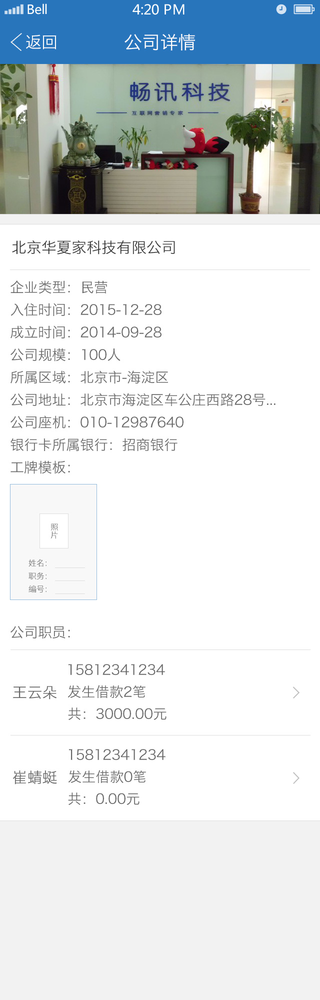 Bell 4:20 PM
返回 公司详情
畅讯科技
互联网营销专家
北京华夏家科技有限公司
企业类型：民营
入住时间：2015-12-28
成立时间：2014-09-28
公司规模：100人
所属区域：北京市-海淀区
公司地址：北京市海淀区车公庄西路28号...
公司座机：010-12987640
银行卡所属银行：招商银行
工牌模板：
照
片
姓名：
职务：
编号：
公司职员：
15812341234
王云朵 发生借款2笔
共：3000.00元
15812341234
崔蜻蜓 发生借款0笔
共：0.00元